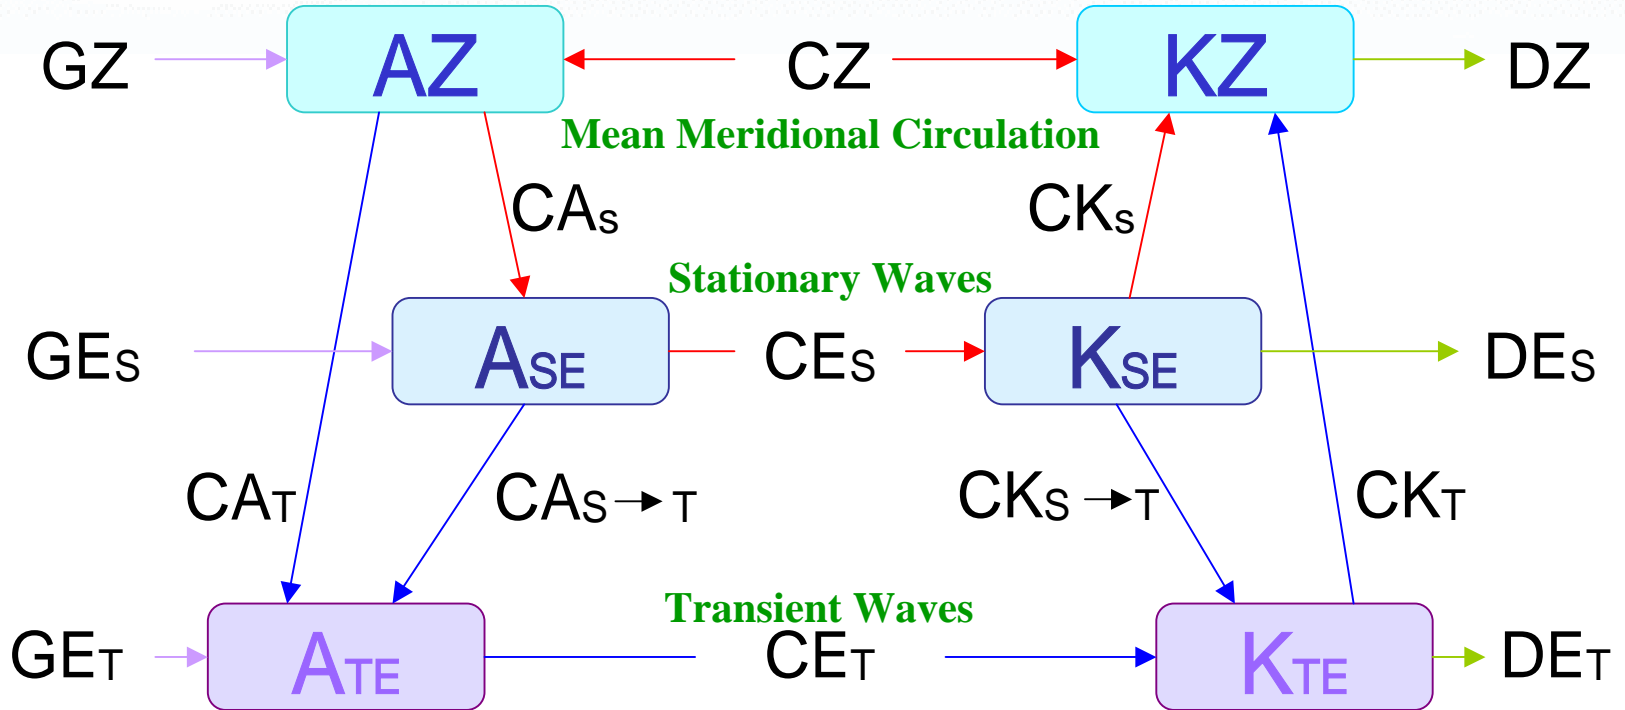 GZ AZ CZ KZ DZ
Mean Meridional Circulation
CAs CKs
Stationary Waves
GES ASE CES KSE DES
CAT CAS→ T CKS →T CKT
Transient Waves
GET ATE CET KTE DET